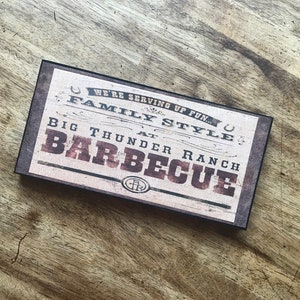 WE'RE SERVING UP FUN
FAMILY STYLE
AT
BIG THUNDER RANCH
BARBECUE